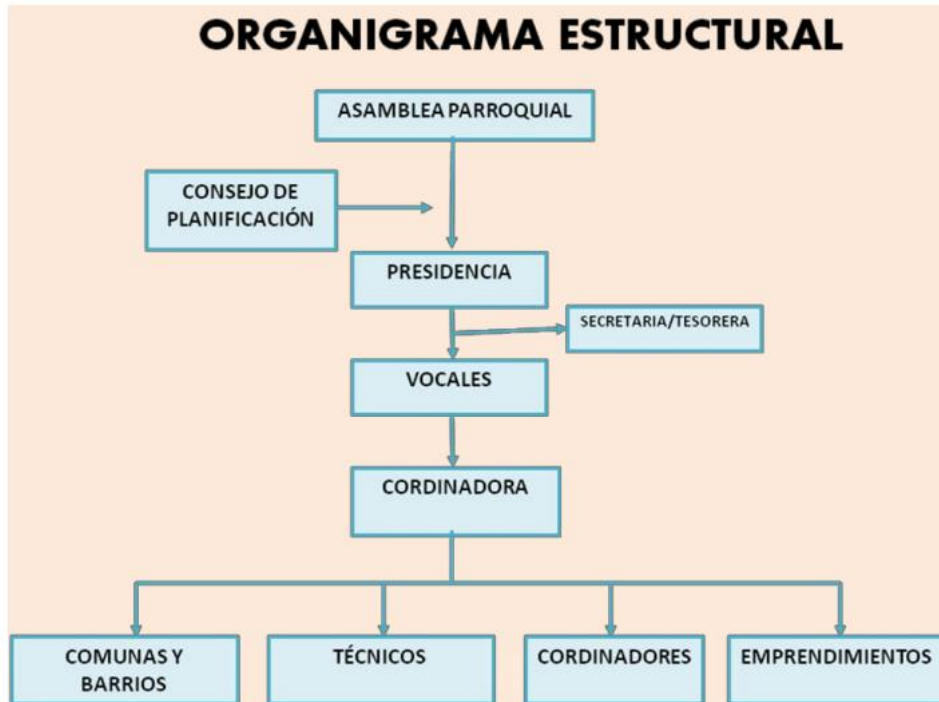 ORGANIGRAMA ESTRUCTURAL
ASAMBLEA PARROQUIAL
CONSEJO DE
PLANIFICACIÓN
PRESIDENCIA
SECRETARIA/TESORERA
VOCALES
CORDINADORA
COMUNAS Y
BARRIOS
TÉCNICOS
CORDINADORES
EMPRENDIMIENTOS